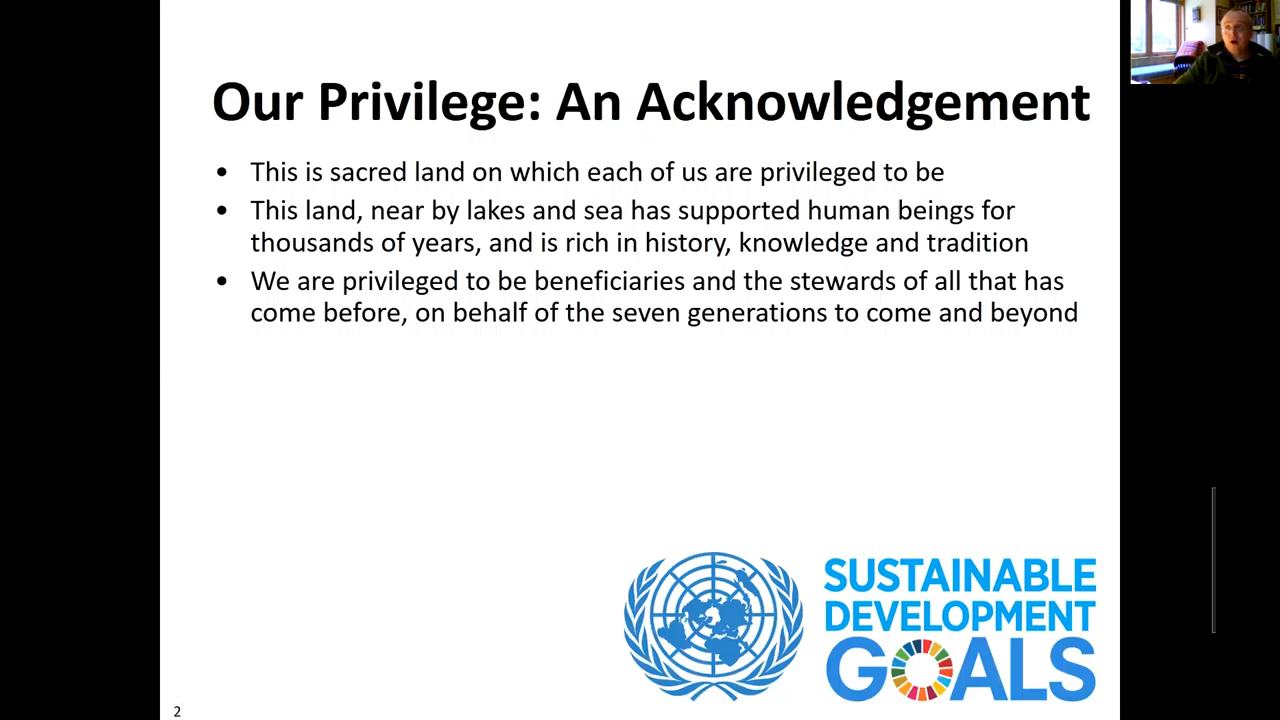 Our Privilege: An Acknowledgement
• This is sacred land on which each of us are privileged to be
• This land, near by lakes and sea has supported human beings for
thousands of years, and is rich in history, knowledge and tradition
• We are privileged to be beneficiaries and the stewards of all that has
come before, on behalf of the seven generations to come and beyond
SUSTAINABLE
DEVELOPMENT
GOALS
2